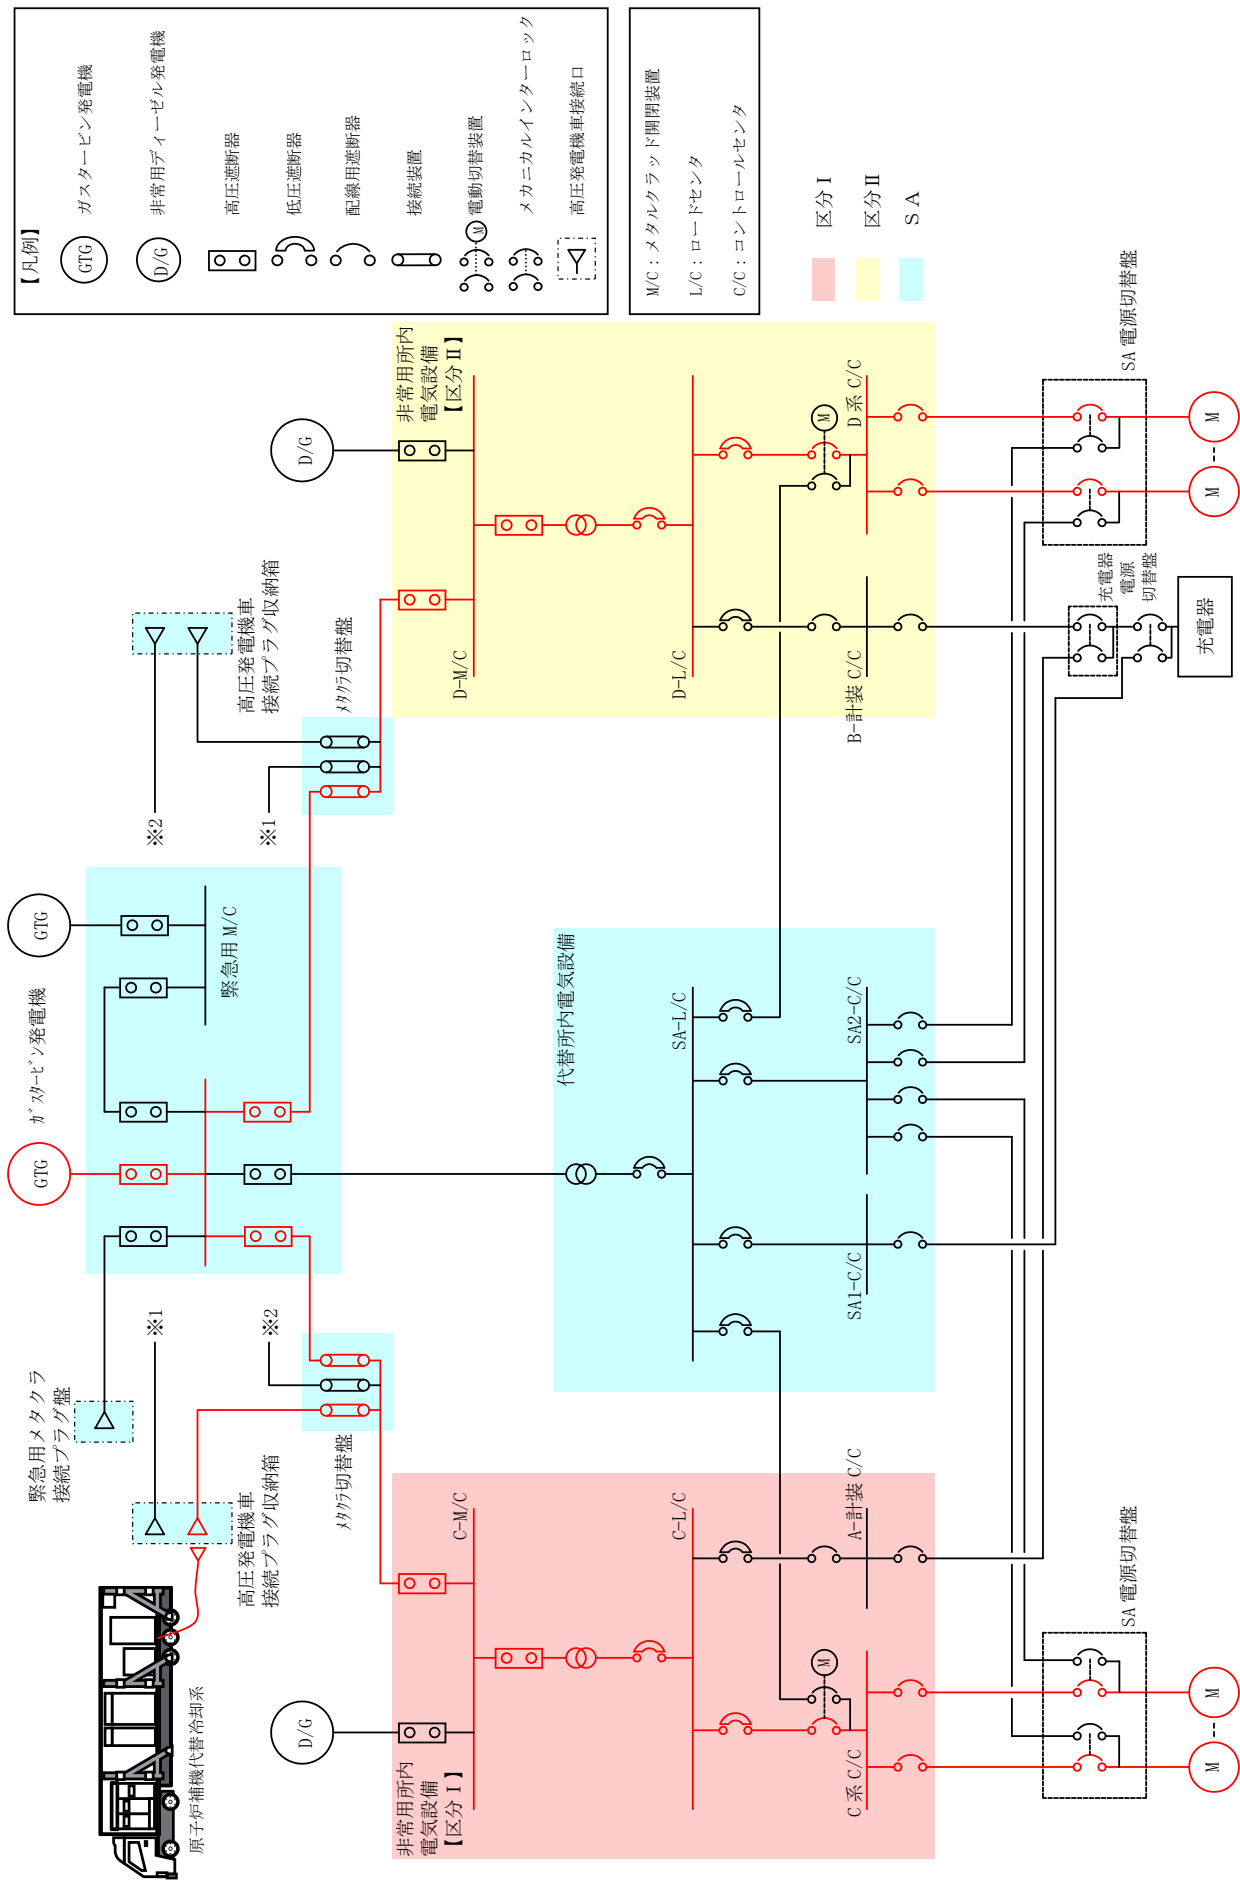 【凡例】
GTG
ガスタービン発電機
D/G
非常用ディーゼル発電機
高圧遮断器
低圧遮断器
配線用遮断器
接続装置
M
電動切替装置
メカニカルインターロック
高圧発電機車接続口
M/C：メタルクラッド開閉装置
L/C：ロードセンタ
C/C：コントロールセンタ
区分Ⅰ
区分Ⅱ
ＳＡ
緊急用メタクラ
接続プラグ盤
ｶﾞｽﾀｰﾋﾞﾝ発電機
GTG
GTG
緊急用 M/C
※1
※2
※2
※1
高圧発電機車
接続プラグ収納箱
高圧発電機車
接続プラグ収納箱
ﾒﾀｸﾗ切替盤
ﾒﾀｸﾗ切替盤
原子炉補機代替冷却系
D/G
D/G
非常用所内
電気設備
【区分Ⅰ】
C-M/C
C-L/C
M
C系 C/C
A-計装 C/C
代替所内電気設備
SA-L/C
SA1-C/C
SA2-C/C
非常用所内
電気設備
【区分Ⅱ】
D-M/C
D-L/C
M
B-計装 C/C
D系 C/C
SA 電源切替盤
M
M
充電器
電源
切替盤
充電器
SA 電源切替盤
M
M